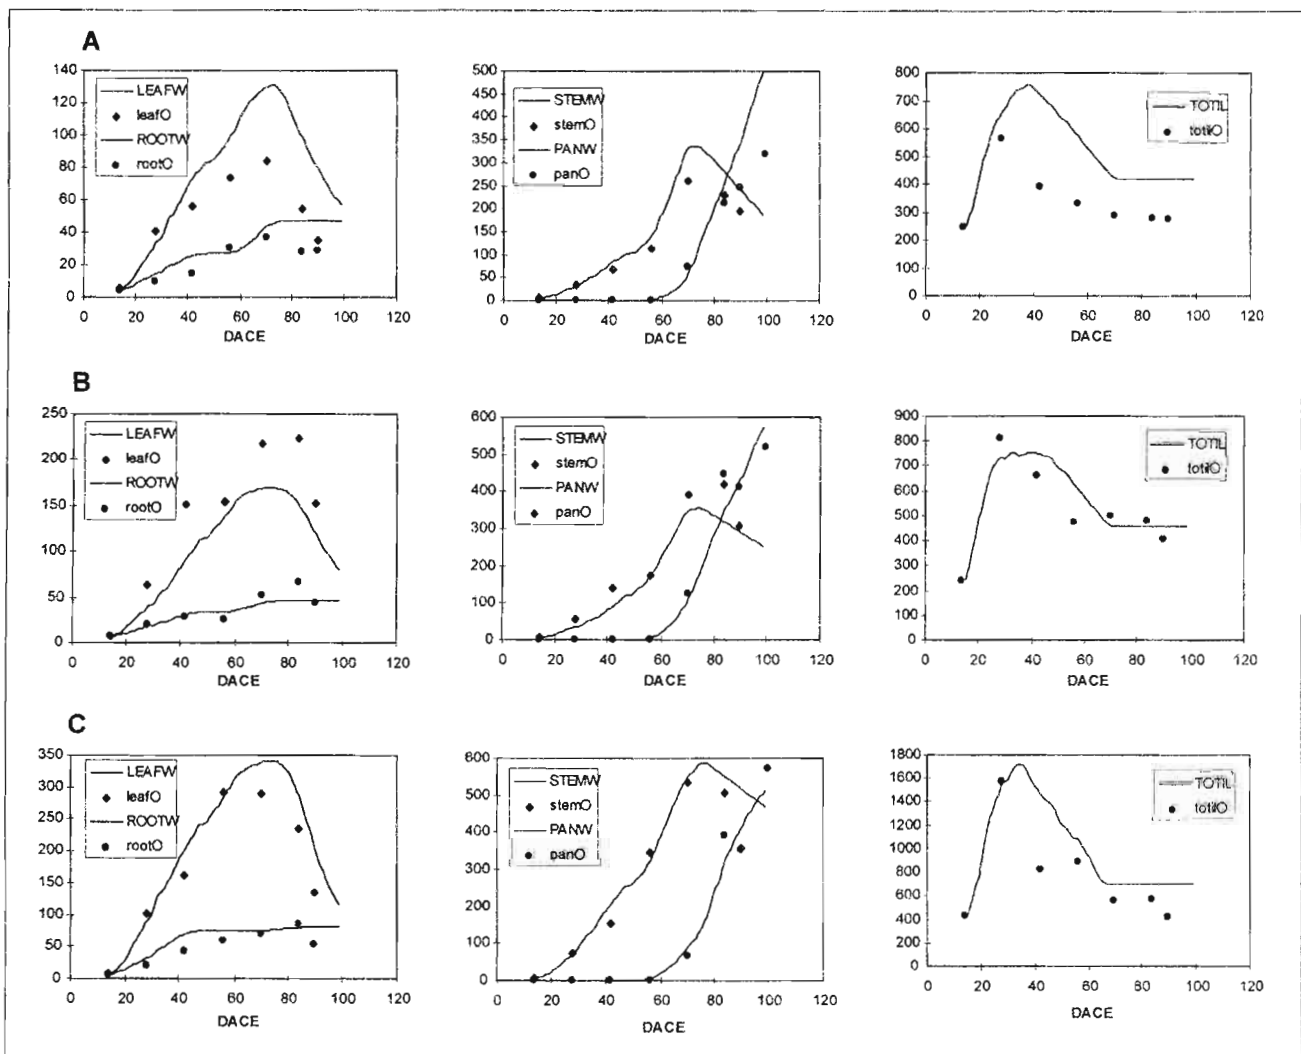 A
140
120
100
80
60
40
20
0
LEAFW
leafO
ROOTW
rootO
0 20 40 60 80 100 120
DACE
500
450
400
350
300
250
200
150
100
50
0
STEMW
stemO
PANW
panO
0 20 40 60 80 100 120
DACE
800
700
600
500
400
300
200
100
0
TOTIL
totilO
0 20 40 60 80 100 120
DACE
B
250
200
150
100
50
0
LEAFW
leafO
ROOTW
rootO
0 20 40 60 80 100 120
DACE
600
500
400
300
200
100
0
STEMW
stemO
PANW
panO
0 20 40 60 80 100 120
DACE
900
800
700
600
500
400
300
200
100
0
TOTIL
totilO
0 20 40 60 80 100 120
DACE
C
350
300
250
200
150
100
50
0
LEAFW
leafO
ROOTW
rootO
0 20 40 60 80 100 120
DACE
600
500
400
300
200
100
0
STEMW
stemO
PANW
panO
0 20 40 60 80 100 120
DACE
1800
1600
1400
1200
1000
800
600
400
200
0
TOTIL
totilO
0 20 40 60 80 100 120
DACE